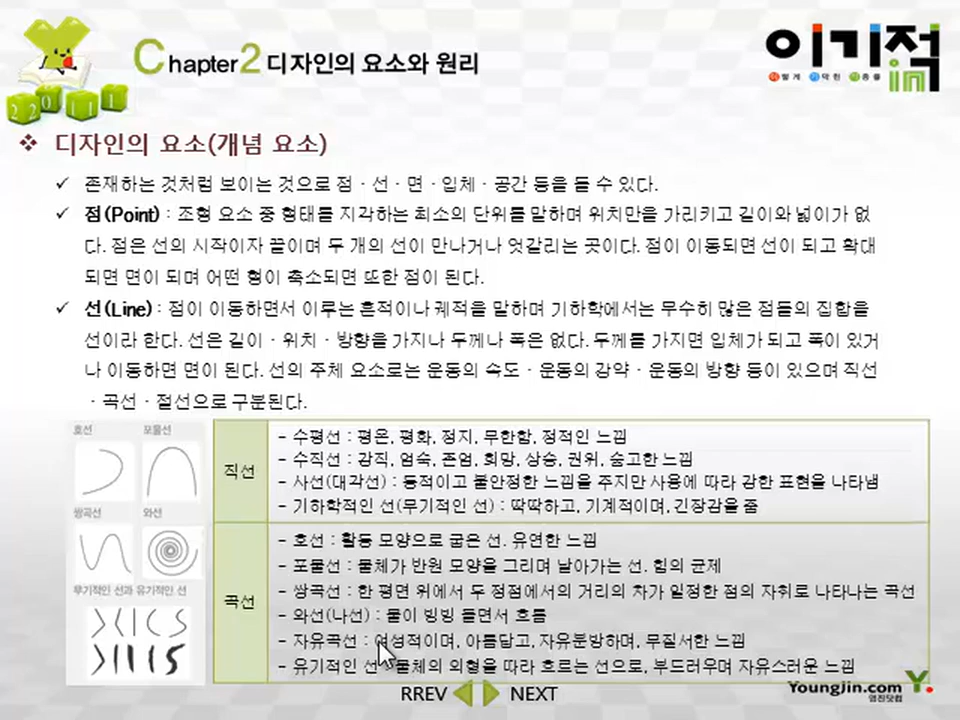 Chapter2 디자인의 요소와 원리
이기적in
이렇게 기막힌 적중률
2 2 0 1 1 1
디자인의 요소(개념 요소)
✓ 존재하는 것처럼 보이는 것으로 점·선·면·입체·공간 등을 들 수 있다.
✓ 점(Point) : 조형 요소 중 형태를 지각하는 최소의 단위를 말하며 위치만을 가리키고 길이와 넓이가 없
다. 점은 선의 시작이자 끝이며 두 개의 선이 만나거나 엇갈리는 곳이다. 점이 이동되면 선이 되고 확대
되면 면이 되며 어떤 형이 축소되면 또한 점이 된다.
✓ 선(Line) : 점이 이동하면서 이루는 흔적이나 궤적을 말하며 기하학에서는 무수히 많은 점들의 집합을
선이라 한다. 선은 길이·위치·방향을 가지나 두께나 폭은 없다. 두께를 가지면 입체가 되고 폭이 있거
나 이동하면 면이 된다. 선의 주체 요소로는 운동의 속도·운동의 강약·운동의 방향 등이 있으며 직선
·곡선·절선으로 구분된다.
호선 포물선
쌍곡선 와선
무기적인 선과 유기적인 선
직선
- 수평선 : 평온, 평화, 정지, 무한함, 정적인 느낌
- 수직선 : 강직, 엄숙, 존엄, 희망, 상승, 권위, 숭고한 느낌
- 사선(대각선) : 동적이고 불안정한 느낌을 주지만 사용에 따라 강한 표현을 나타냄
- 기하학적인 선(무기적인 선) : 딱딱하고, 기계적이며, 긴장감을 줌
곡선
- 호선 : 활동 모양으로 굽은 선. 유연한 느낌
- 포물선 : 물체가 반원 모양을 그리며 날아가는 선. 힘의 균제
- 쌍곡선 : 한 평면 위에서 두 정점에서의 거리의 차가 일정한 점의 자취로 나타나는 곡선
- 와선(나선) : 물이 빙빙 돌면서 흐름
- 자유곡선 : 여성적이며, 아름답고, 자유분방하며, 무질서한 느낌
- 유기적인 선 : 물체의 외형을 따라 흐르는 선으로, 부드러우며 자유스러운 느낌
RREV NEXT
YoungJin.com Y.
영진닷컴